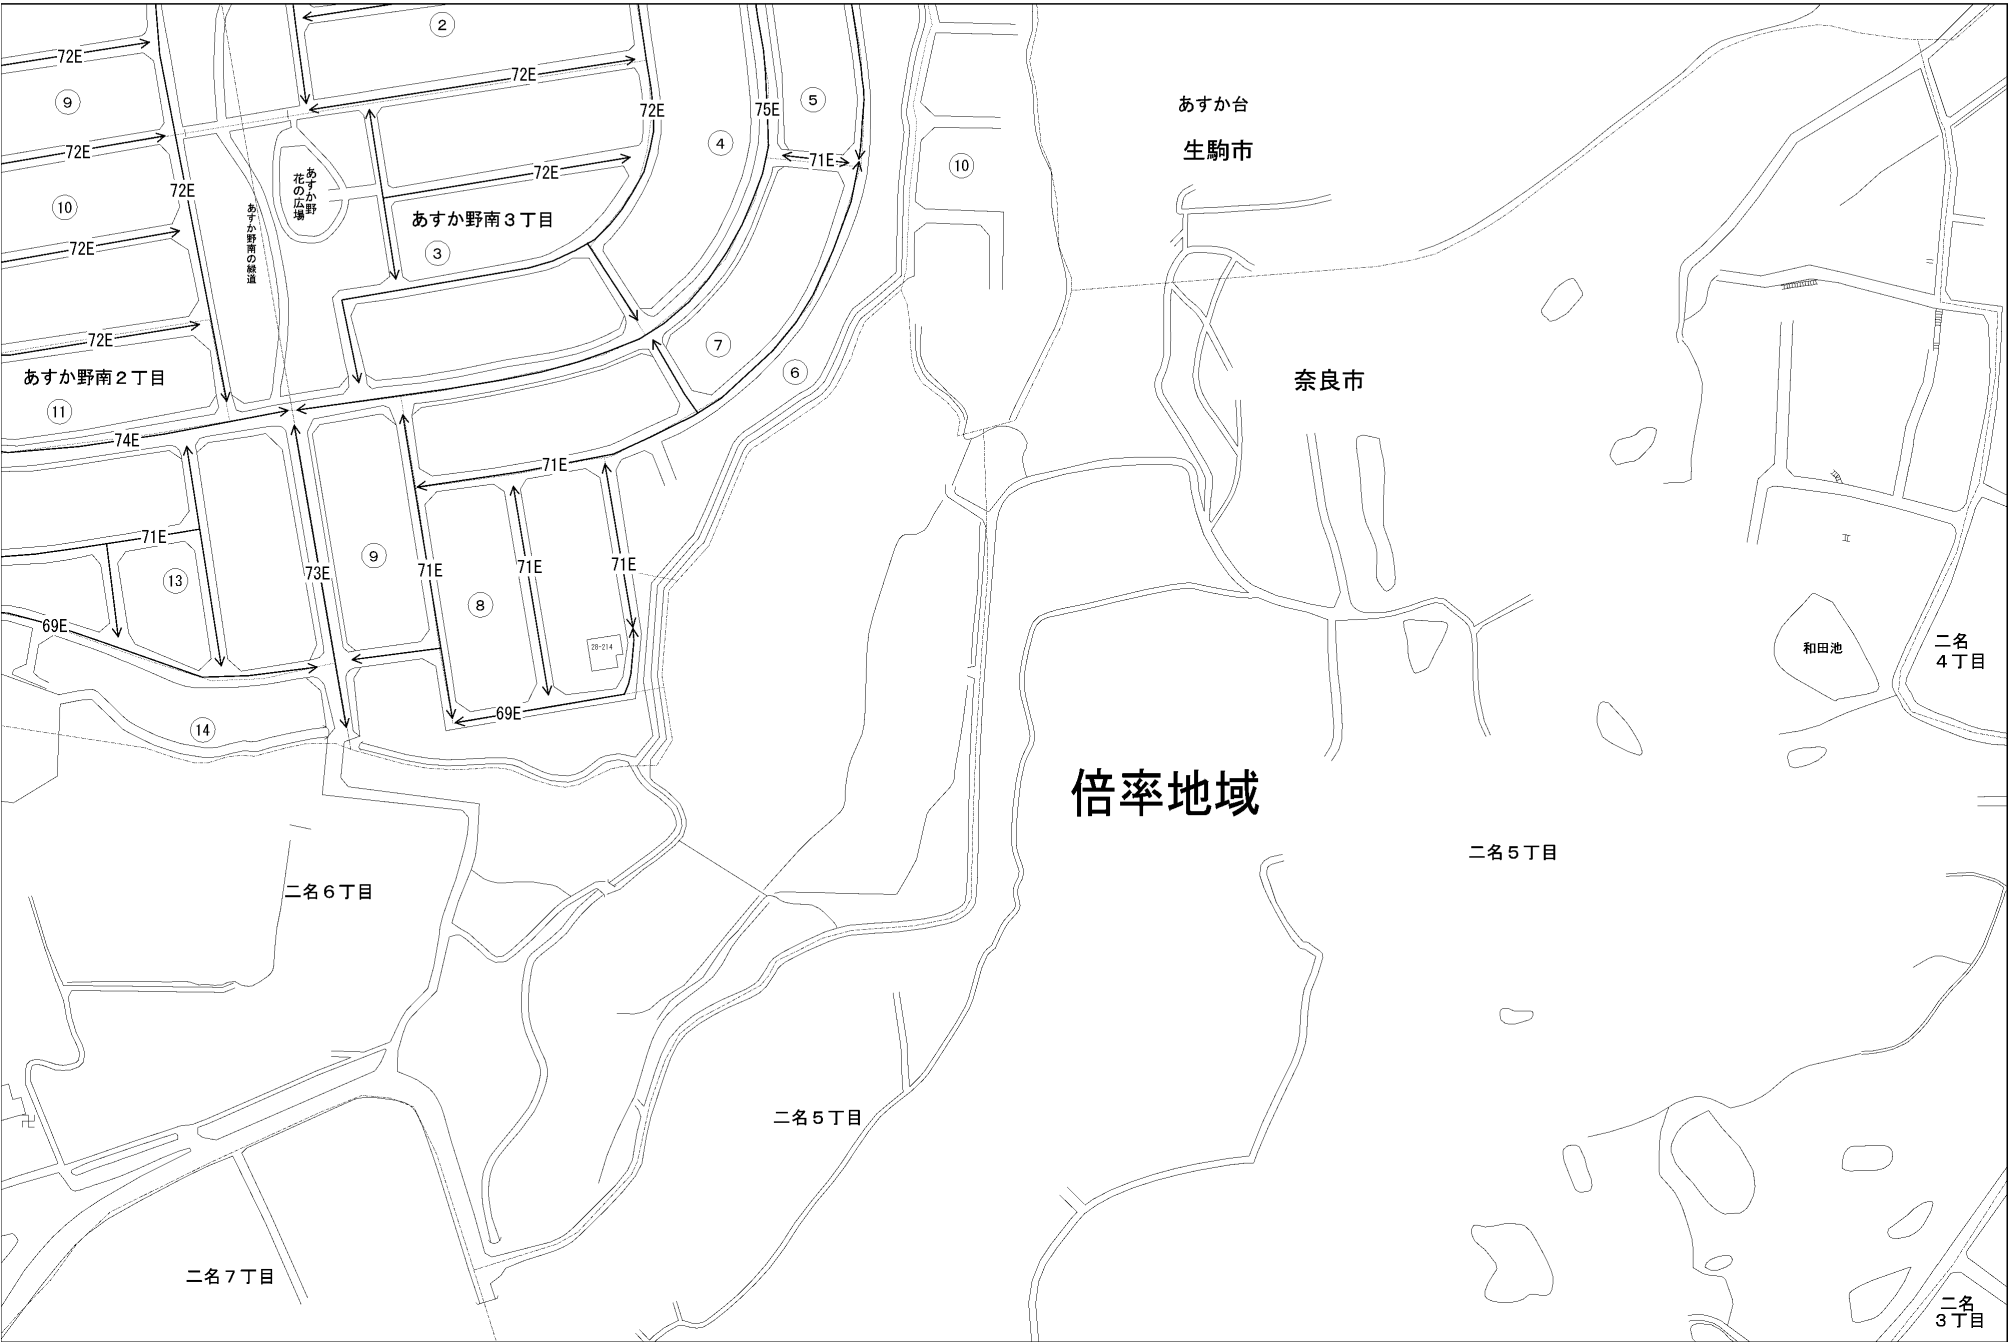 ②
72E
72E
⑨
72E
75E
⑤
あすか台
生駒市
④
72E
71E
⑩
72E
72E
あすか野
花の広場
⑩
あすか野南の緑道
あすか野南３丁目
③
72E
72E
⑦
⑥
あすか野南２丁目
奈良市
⑪
74E
71E
71E
⑬
73E
⑨
71E
71E
71E
⑧
69E
28-214
二名
４丁目
和田池
69E
⑭
倍率地域
二名５丁目
二名６丁目
二名５丁目
二名７丁目
二名
３丁目